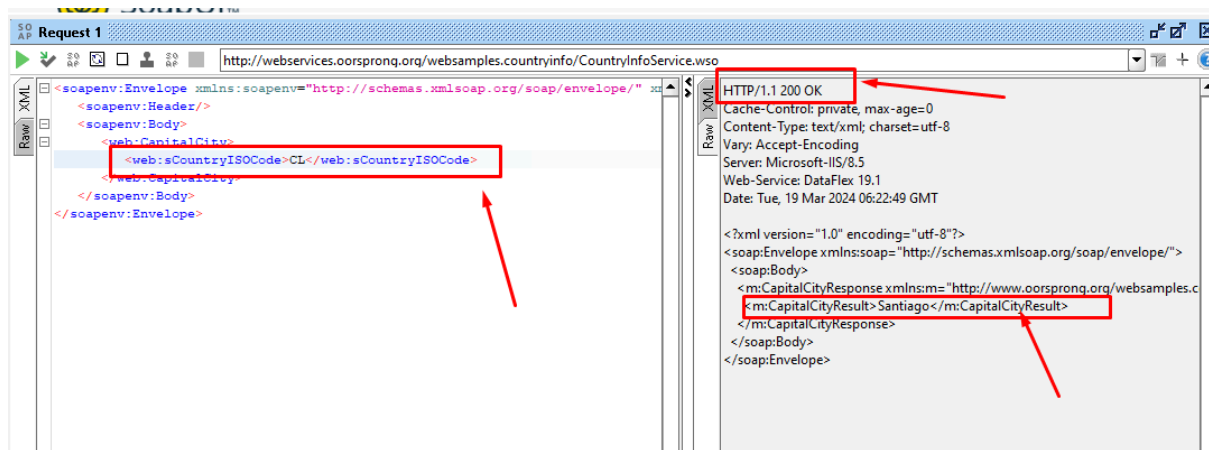 Request 1
http://webservices.oorsprong.org/websamples.countryinfo/CountryInfoService.wso
XML
Raw
<soapenv:Envelope xmlns:soapenv="http://schemas.xmlsoap.org/soap/envelope/"
<soapenv:Header/>
<soapenv:Body>
<web:CapitalCity>
<web:sCountryISOCode>CL</web:sCountryISOCode>
</web:CapitalCity>
</soapenv:Body>
</soapenv:Envelope>
XML
Raw
HTTP/1.1 200 OK
Cache-Control: private, max-age=0
Content-Type: text/xml; charset=utf-8
Vary: Accept-Encoding
Server: Microsoft-IIS/8.5
Web-Service: DataFlex 19.1
Date: Tue, 19 Mar 2024 06:22:49 GMT
<?xml version="1.0" encoding="utf-8"?>
<soap:Envelope xmlns:soap="http://schemas.xmlsoap.org/soap/envelope/">
<soap:Body>
<m:CapitalCityResponse xmlns:m="http://www.oorsprong.org/websamples.c
<m:CapitalCityResult>Santiago</m:CapitalCityResult>
</m:CapitalCityResponse>
</soap:Body>
</soap:Envelope>